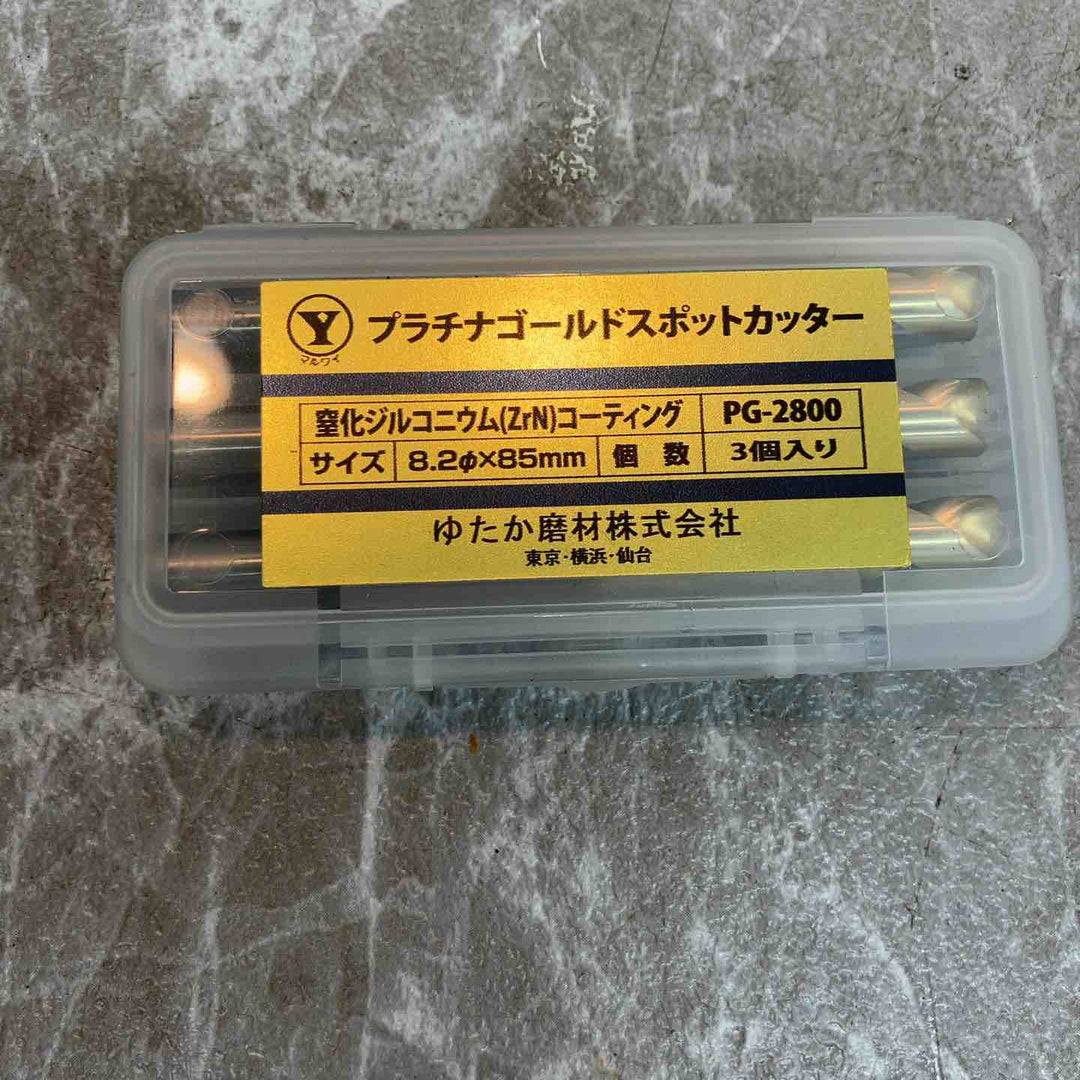 Y
マルワイ
プラチナゴールドスポットカッター
窒化ジルコニウム(ZrN)コーティング PG-2800
サイズ 8.2φ×85mm 個 数 3個入り
ゆたか磨材株式会社
東京・横浜・仙台